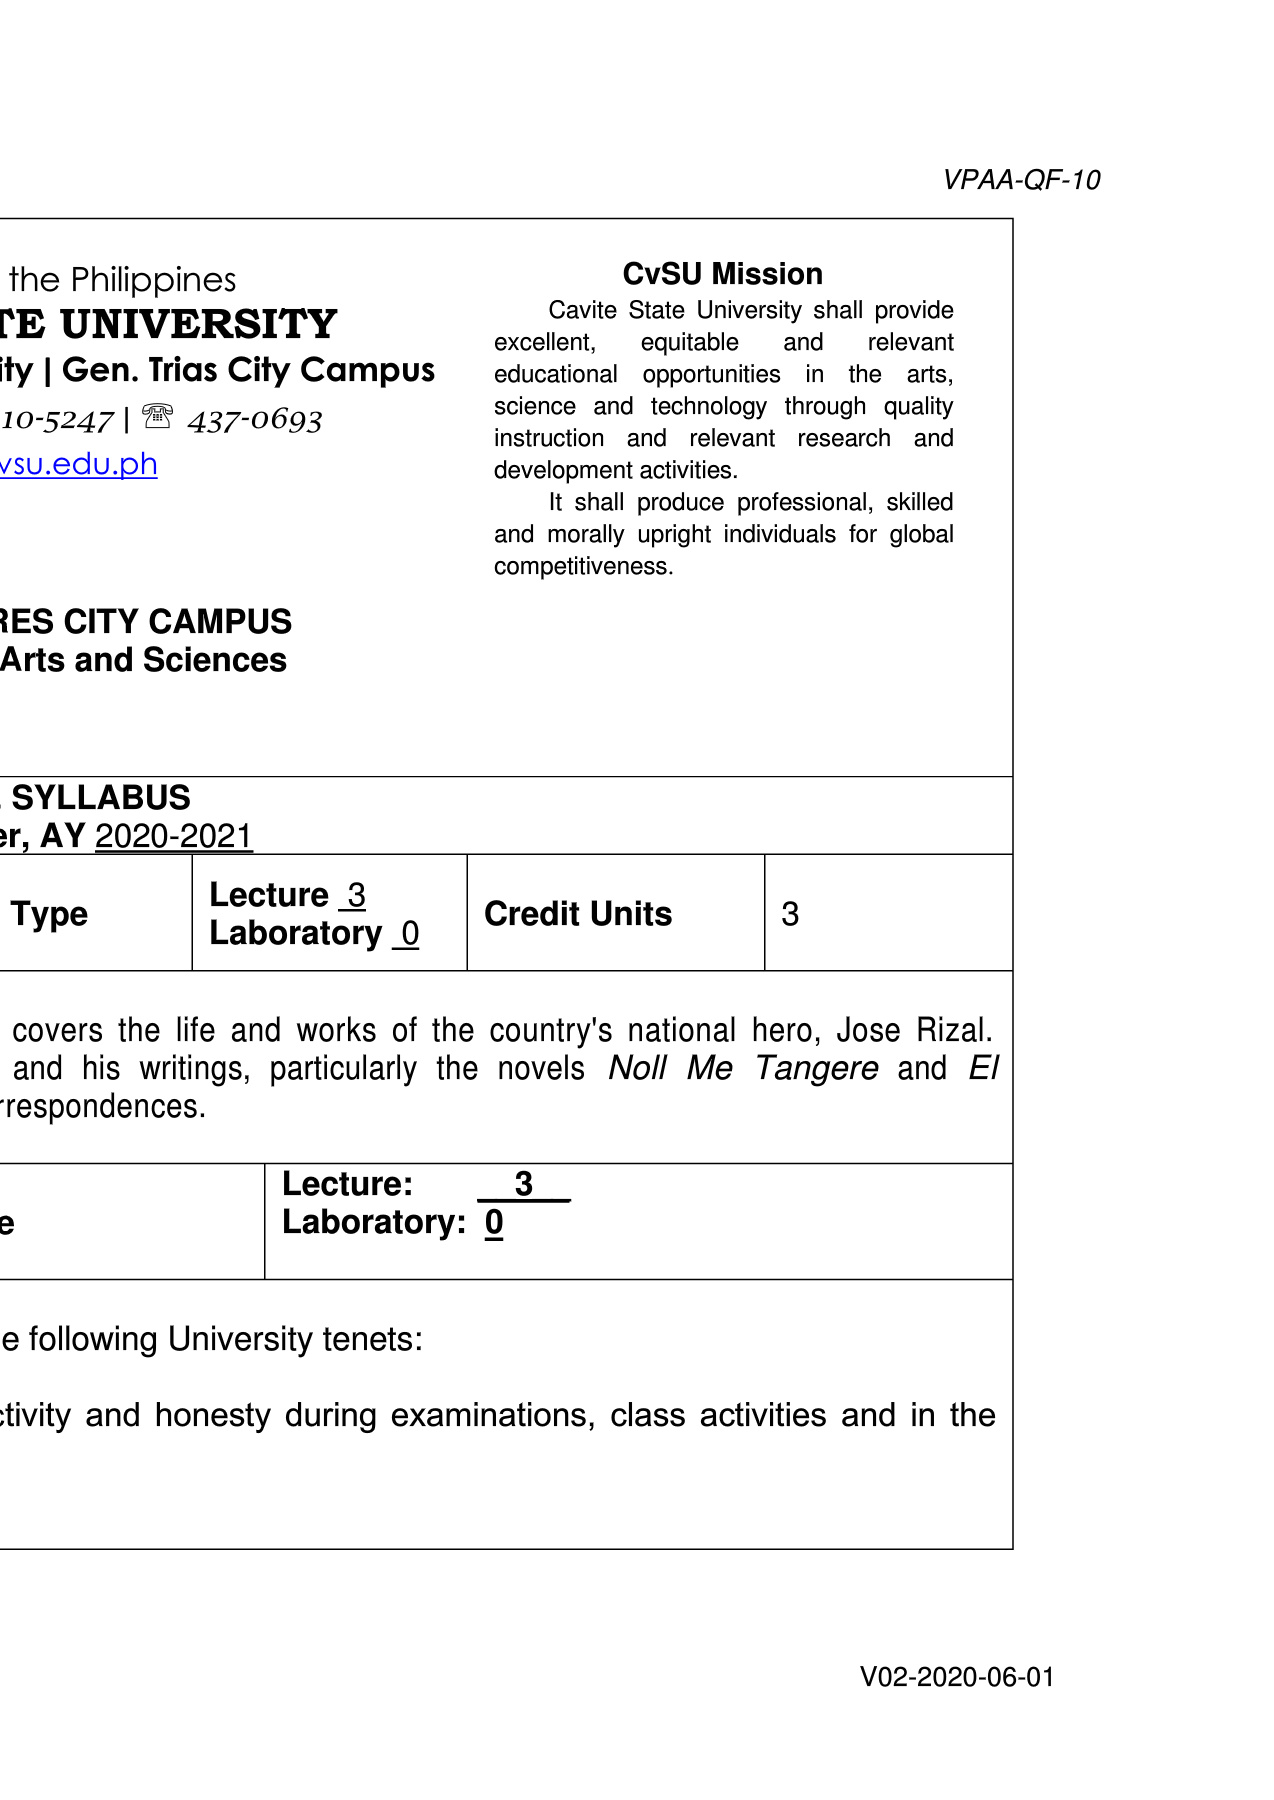 VPAA-QF-10
the Philippines
TE UNIVERSITY
ity | Gen. Trias City Campus
10-5247 | ☏ 437-0693
vsu.edu.ph
RES CITY CAMPUS
Arts and Sciences
CvSU Mission
Cavite State University shall provide
excellent, equitable and relevant
educational opportunities in the arts,
science and technology through quality
instruction and relevant research and
development activities.
It shall produce professional, skilled
and morally upright individuals for global
competitiveness.
SYLLABUS
er, AY 2020-2021
Type
Lecture 3
Laboratory 0
Credit Units
3
covers the life and works of the country's national hero, Jose Rizal.
and his writings, particularly the novels Noll Me Tangere and El
rrespondences.
e
Lecture: 3
Laboratory: 0
e following University tenets:
ctivity and honesty during examinations, class activities and in the
V02-2020-06-01